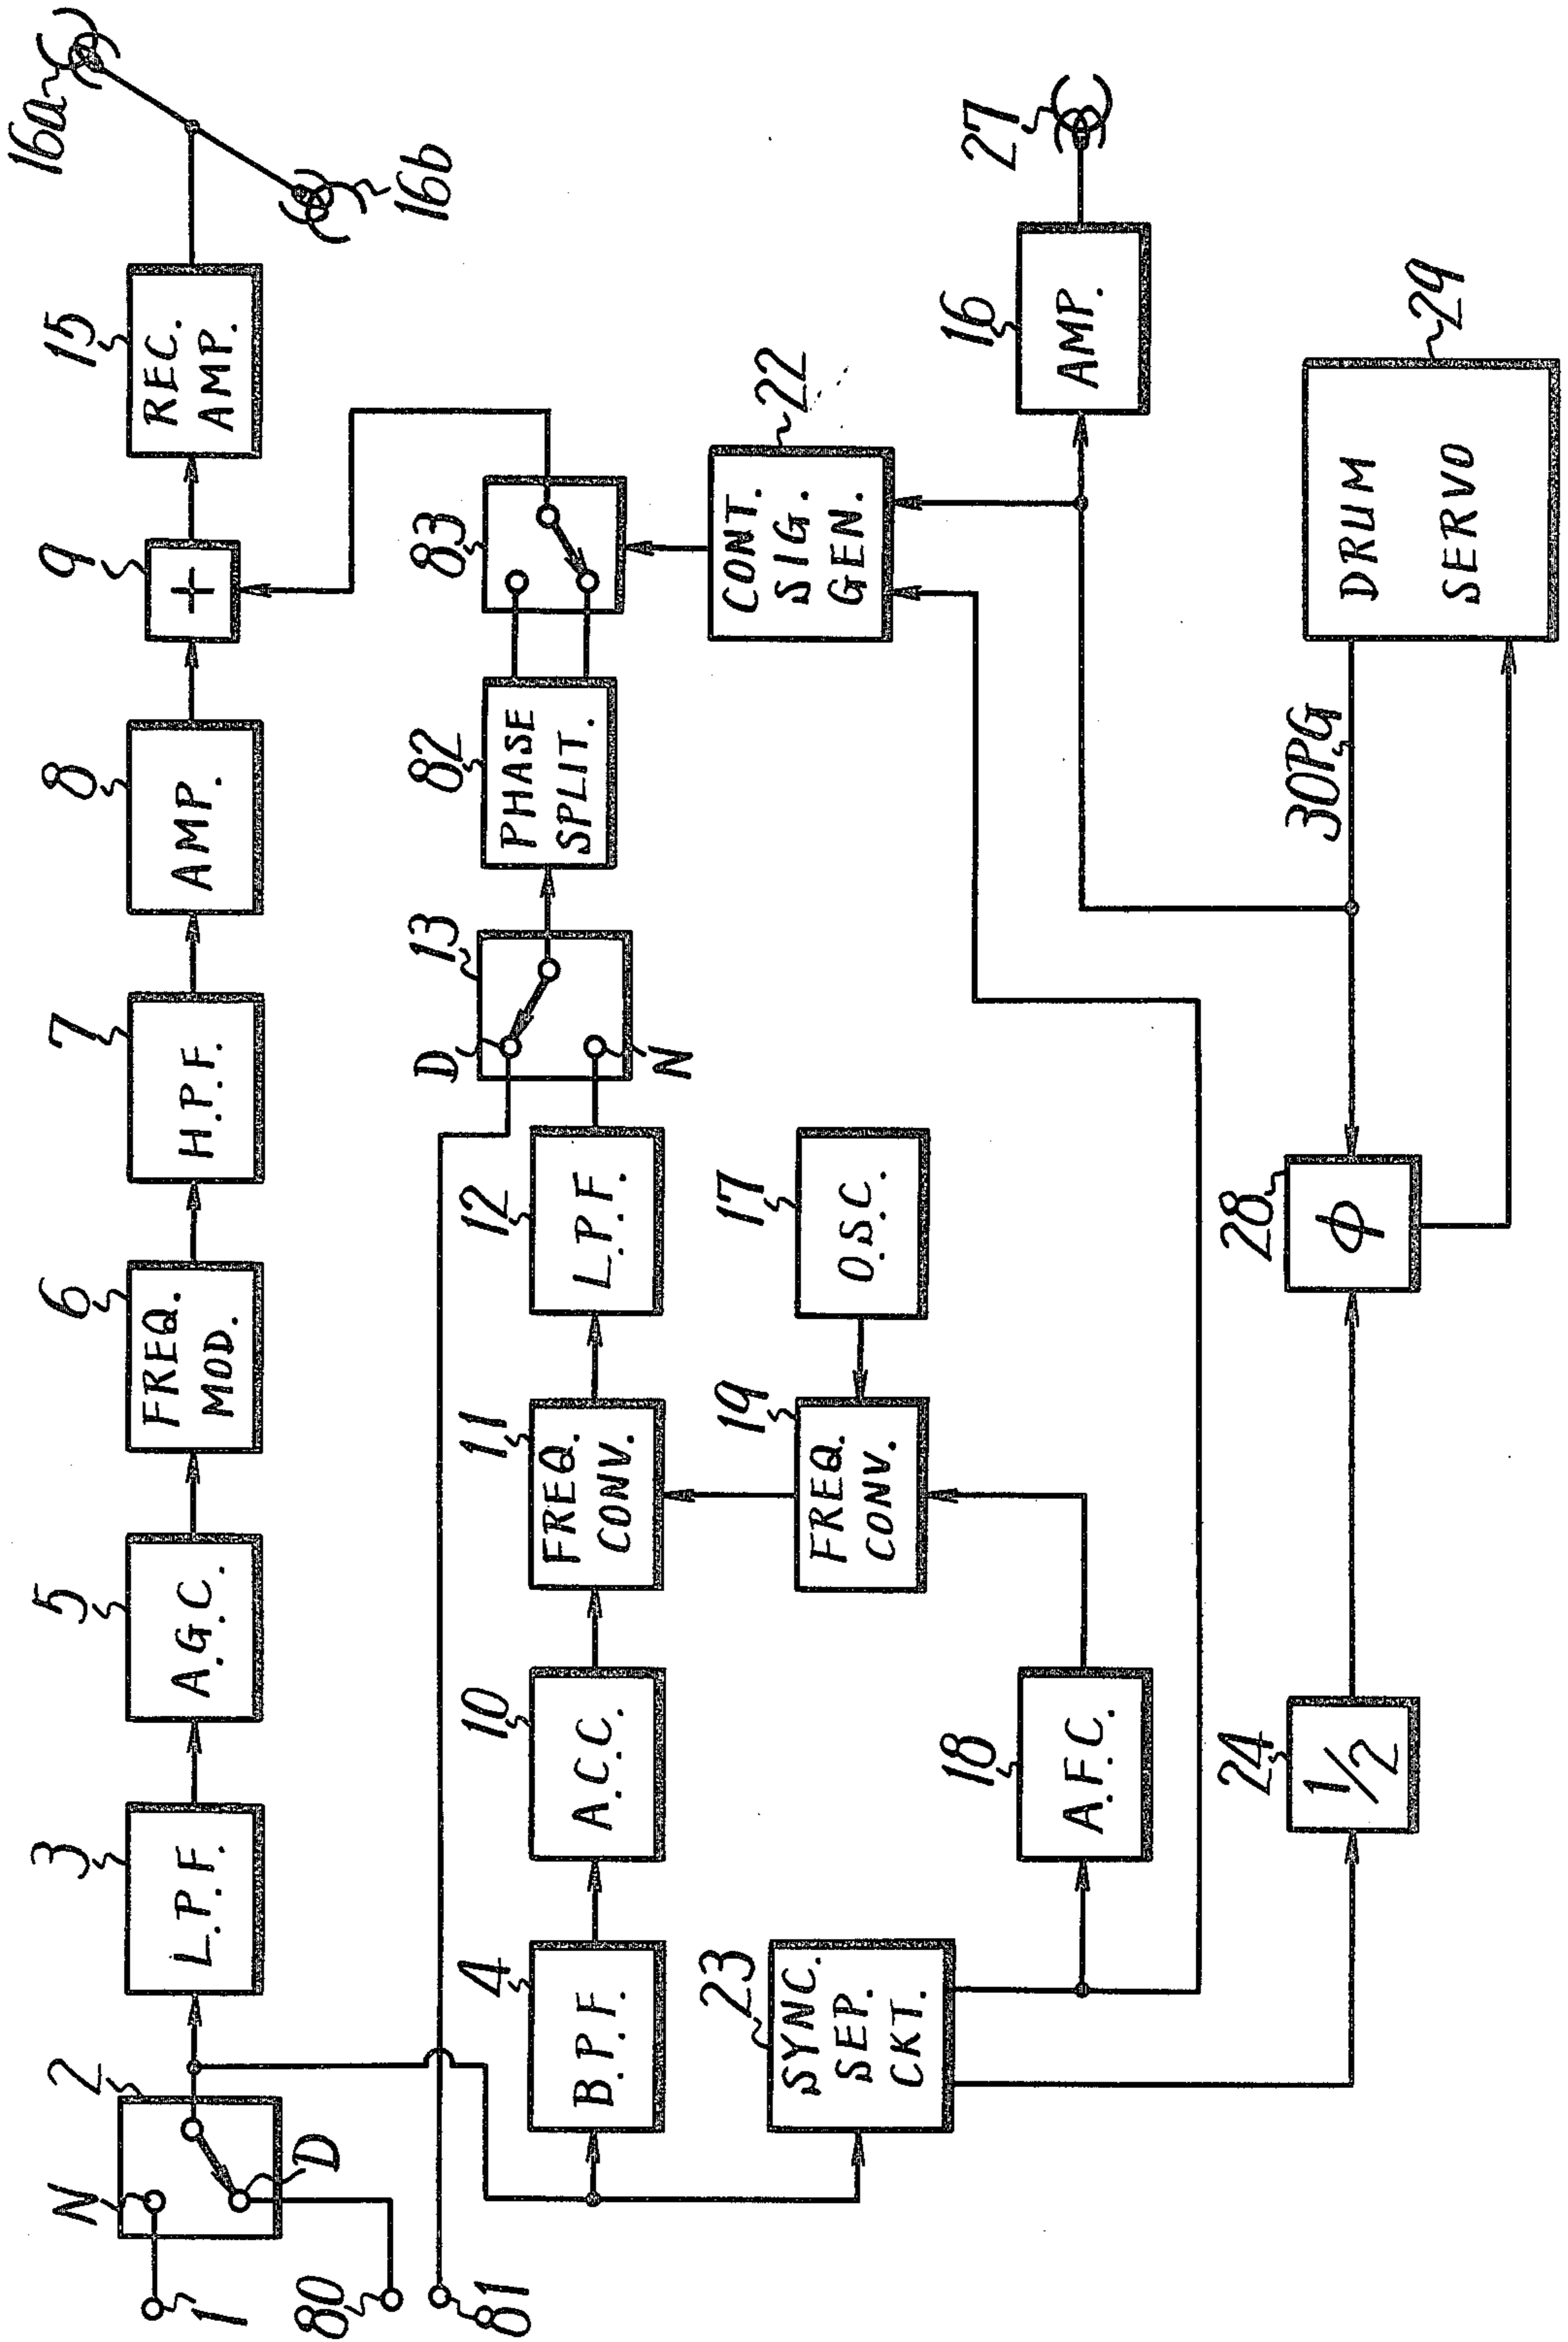 1
N
2
D
80
81
3
L.P.F.
5
A.G.C.
6
FREQ.
MOD.
7
H.P.F.
8
AMP.
9
+
15
REC.
AMP.
16a
16b
4
B.P.F.
10
A.C.C.
11
FREQ.
CONV.
12
L.P.F.
D
13
N
82
PHASE
SPLIT.
83
23
SYNC.
SEP.
CKT.
19
FREQ.
CONV.
17
O.S.C.
22
CONT.
SIG.
GEN.
18
A.F.C.
16
AMP.
27
24
1/2
28
ϕ
30PG
29
DRUM
SERVO